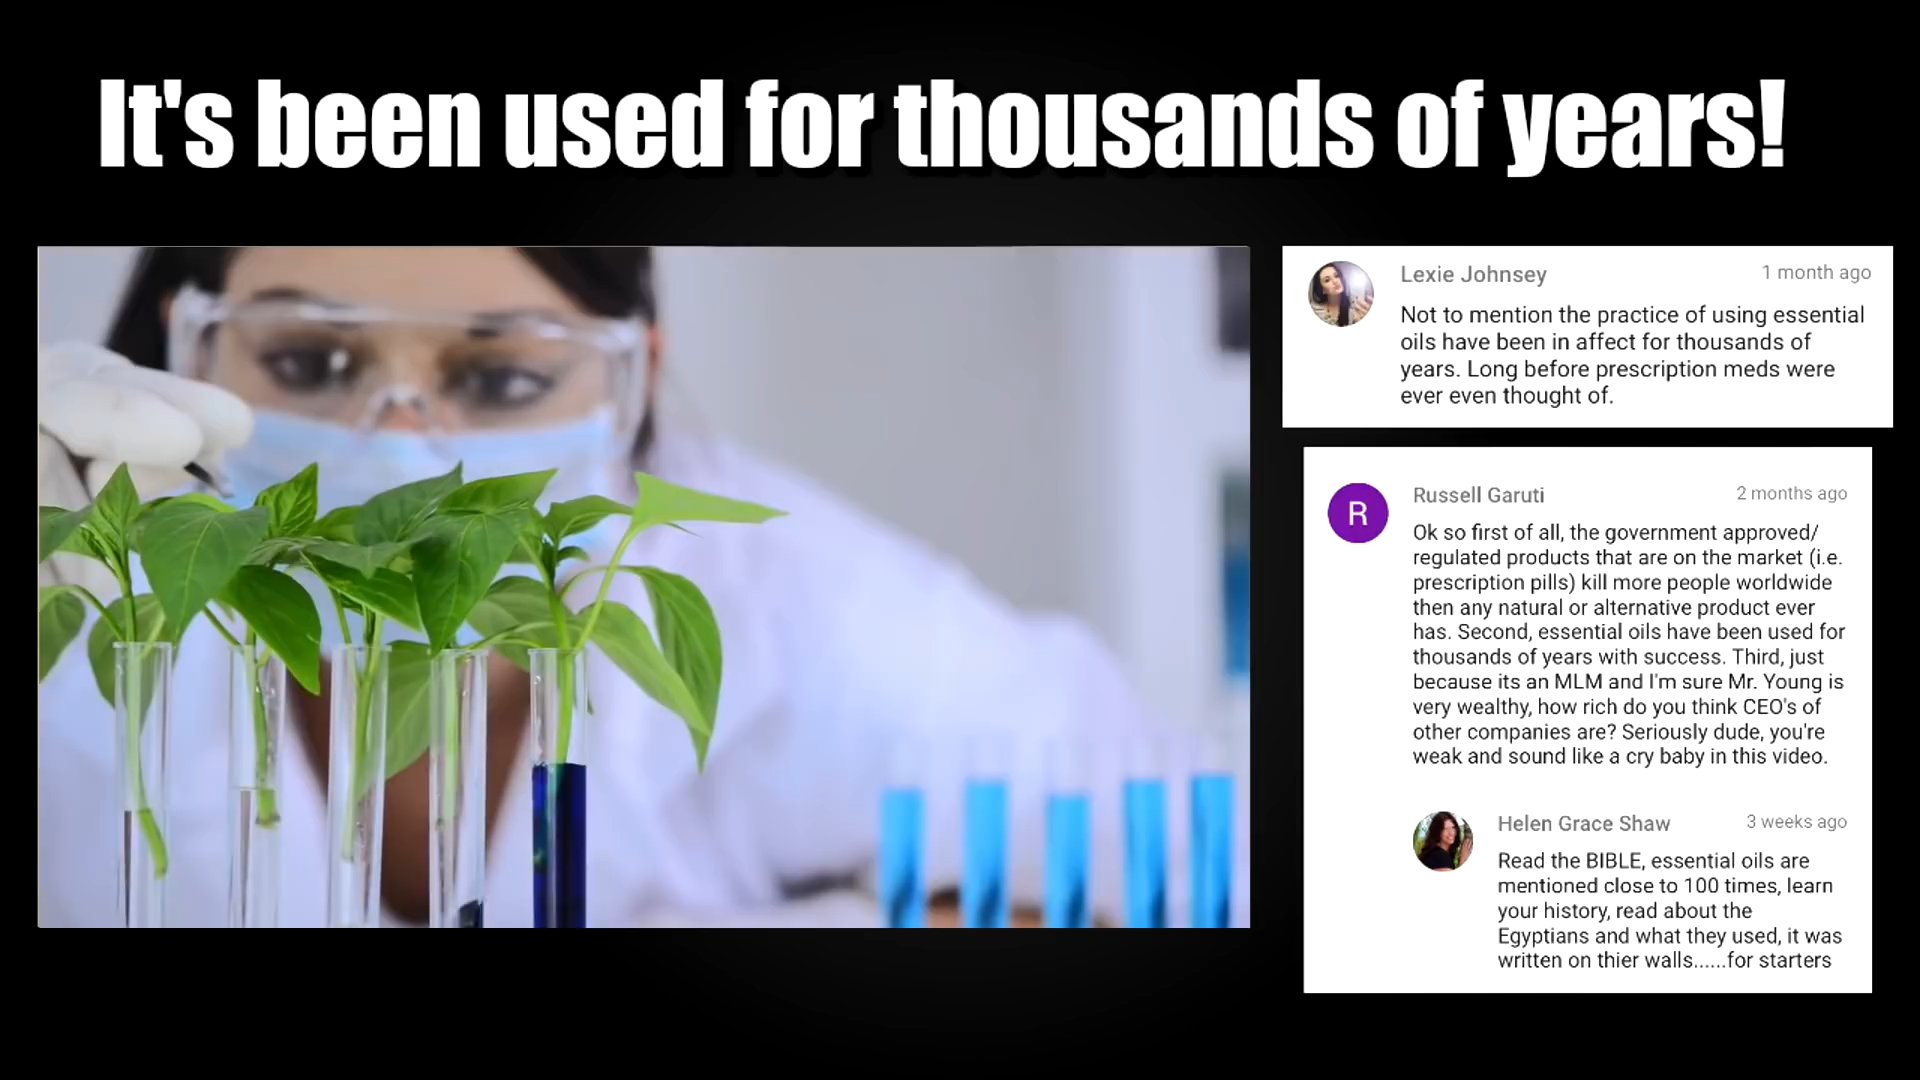 It's been used for thousands of years!
Lexie Johnsey
1 month ago
Not to mention the practice of using essential
oils have been in affect for thousands of
years. Long before prescription meds were
ever even thought of.
R
Russell Garuti
2 months ago
Ok so first of all, the government approved/
regulated products that are on the market (i.e.
prescription pills) kill more people worldwide
then any natural or alternative product ever
has. Second, essential oils have been used for
thousands of years with success. Third, just
because its an MLM and I'm sure Mr. Young is
very wealthy, how rich do you think CEO's of
other companies are? Seriously dude, you're
weak and sound like a cry baby in this video.
Helen Grace Shaw
3 weeks ago
Read the BIBLE, essential oils are
mentioned close to 100 times, learn
your history, read about the
Egyptians and what they used, it was
written on thier walls......for starters